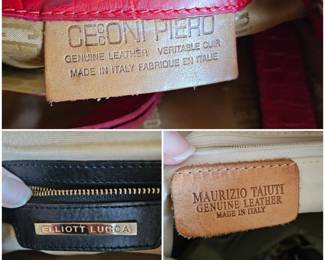 CECCONI PIERO
GENUINE LEATHER VERITABLE CUIR
MADE IN ITALY FABRIQUE EN ITALIE
ELLIOTT LUCCA
MAURIZIO TAIUTI
GENUINE LEATHER
MADE IN ITALY